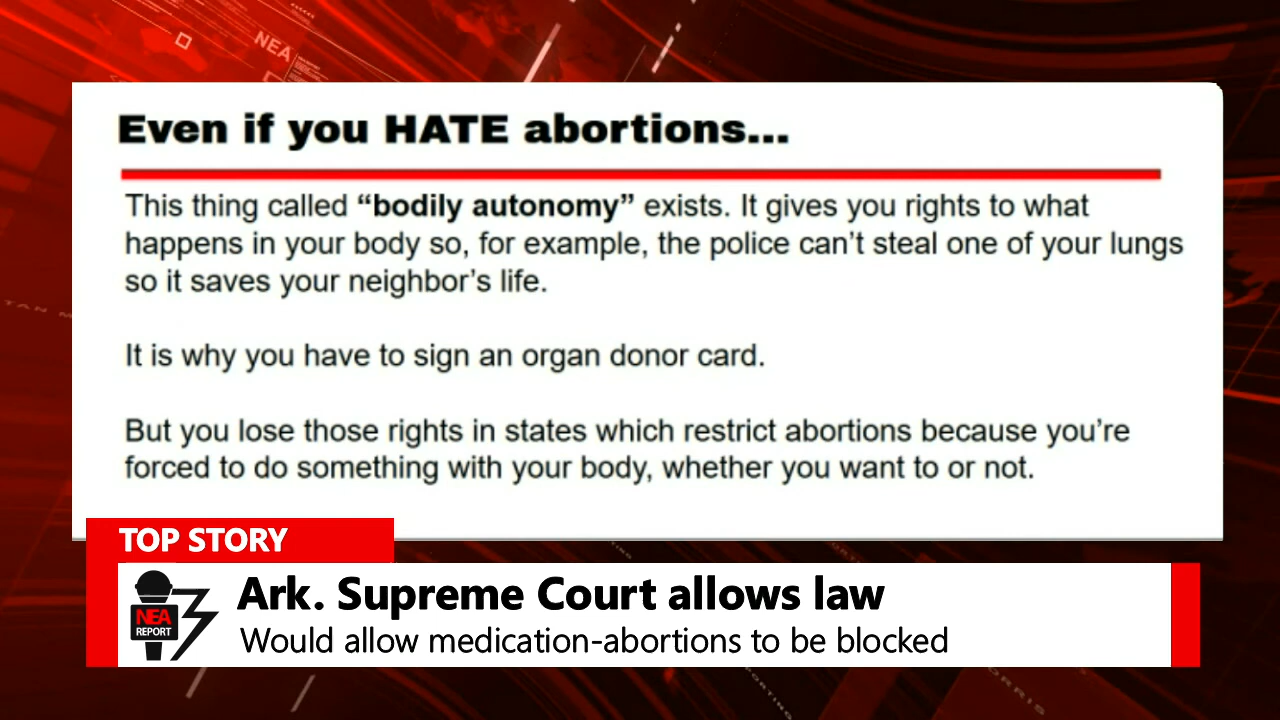 NEA
Even if you HATE abortions...
This thing called “bodily autonomy” exists. It gives you rights to what
happens in your body so, for example, the police can’t steal one of your lungs
so it saves your neighbor’s life.
It is why you have to sign an organ donor card.
But you lose those rights in states which restrict abortions because you’re
forced to do something with your body, whether you want to or not.
TOP STORY
NEA
REPORT
Ark. Supreme Court allows law
Would allow medication-abortions to be blocked